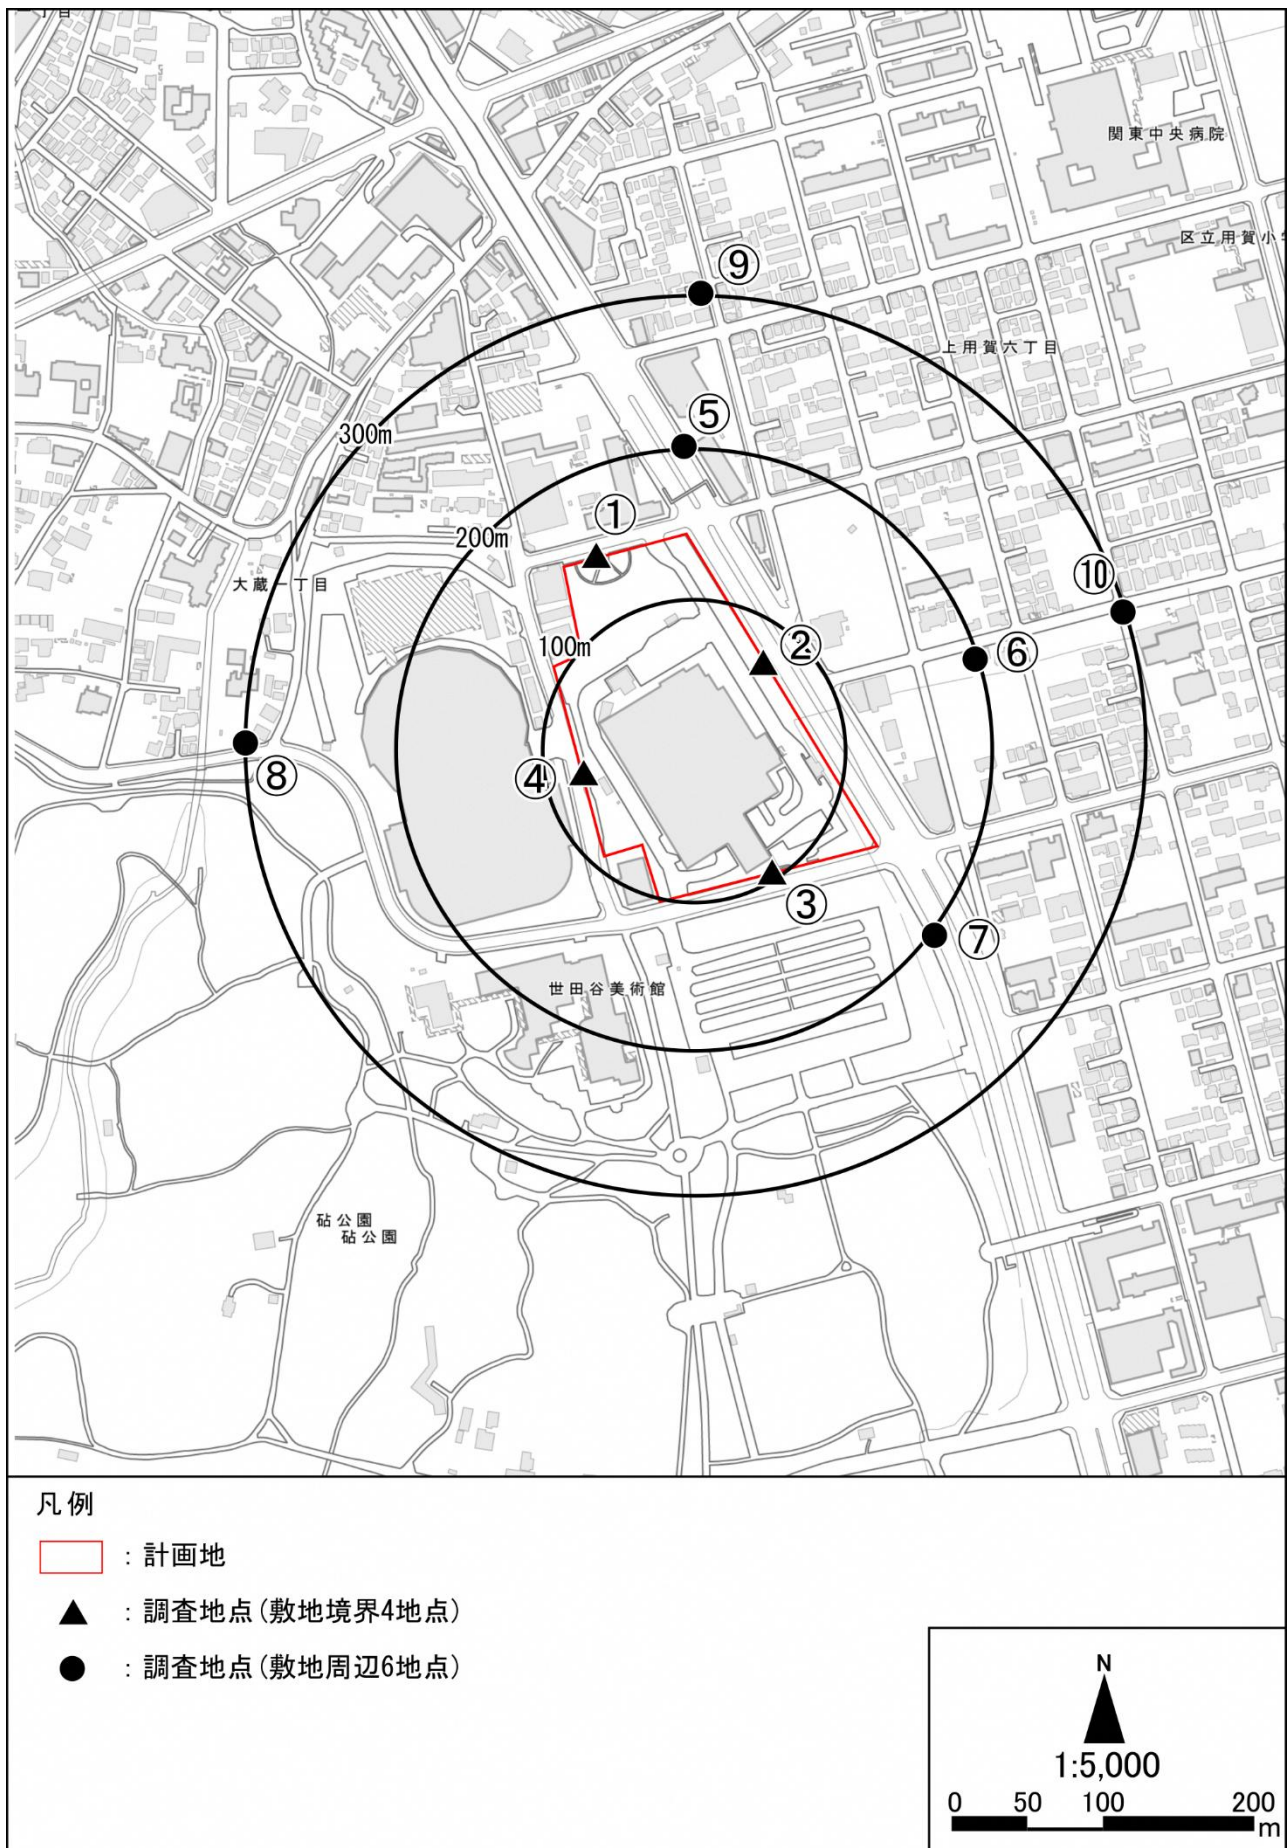 一丁目
関東中央病院
区立用賀小
⑨
上用賀六丁目
300m
⑤
①
200m
大蔵一丁目
⑩
100m
②
⑥
⑧
④
③
⑦
世田谷美術館
砧公園
砧公園
凡例
：計画地
：調査地点(敷地境界4地点)
：調査地点(敷地周辺6地点)
N
1:5,000
0 50 100 200
m